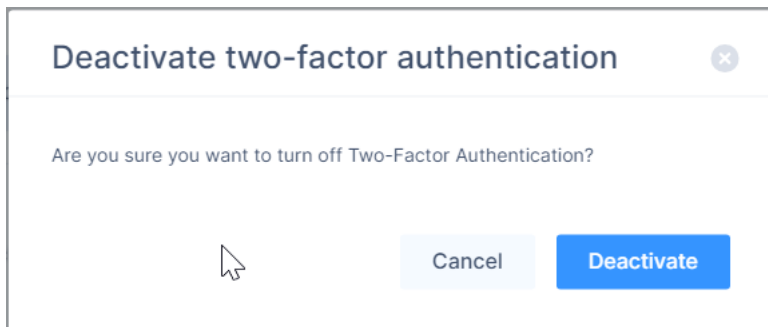 Deactivate two-factor authentication
Are you sure you want to turn off Two-Factor Authentication?
Cancel
Deactivate